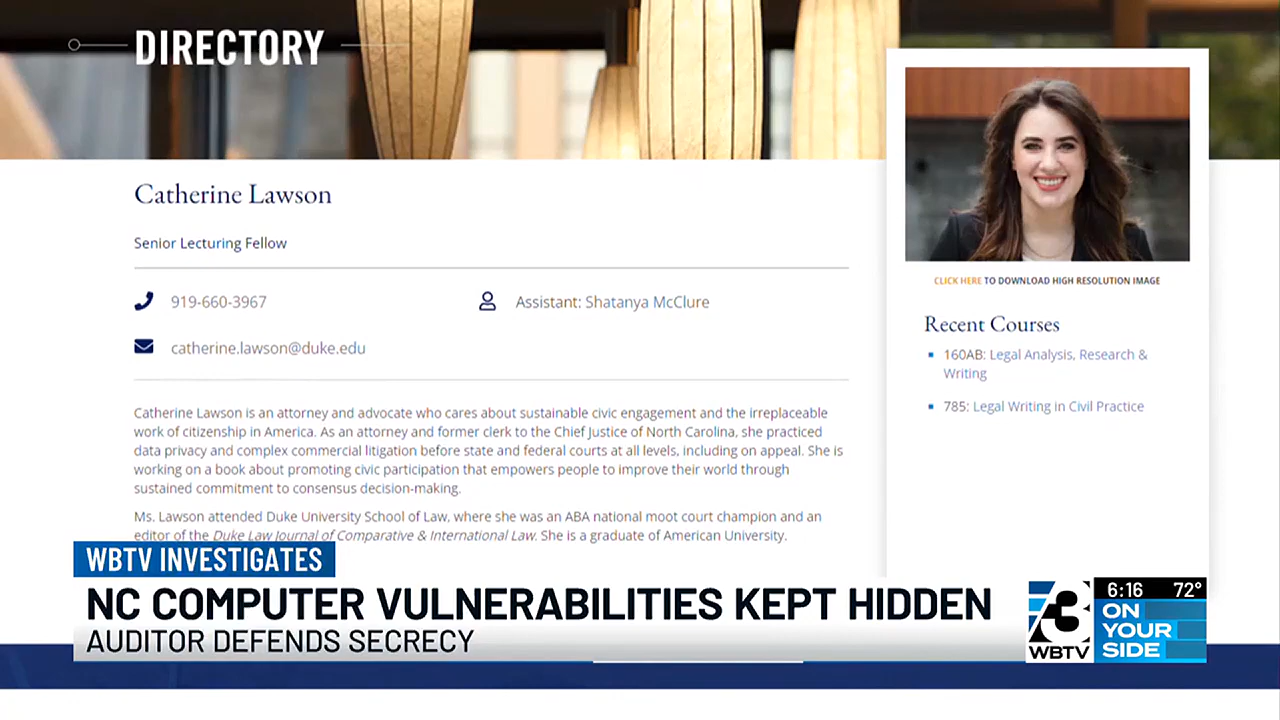 DIRECTORY
Catherine Lawson
Senior Lecturing Fellow
919-660-3967
Assistant: Shatanya McClure
catherine.lawson@duke.edu
Catherine Lawson is an attorney and advocate who cares about sustainable civic engagement and the irreplaceable
work of citizenship in America. As an attorney and former clerk to the Chief Justice of North Carolina, she practiced
data privacy and complex commercial litigation before state and federal courts at all levels, including on appeal. She is
working on a book about promoting civic participation that empowers people to improve their world through
sustained commitment to consensus decision-making.
Ms. Lawson attended Duke University School of Law, where she was an ABA national moot court champion and an
editor of the Duke Law Journal of Comparative & International Law. She is a graduate of American University.
CLICK HERE TO DOWNLOAD HIGH RESOLUTION IMAGE
Recent Courses
160AB: Legal Analysis, Research &
Writing
785: Legal Writing in Civil Practice
WBTV INVESTIGATES
NC COMPUTER VULNERABILITIES KEPT HIDDEN
AUDITOR DEFENDS SECRECY
3
WBTV
6:16 72°
ON
YOUR
SIDE